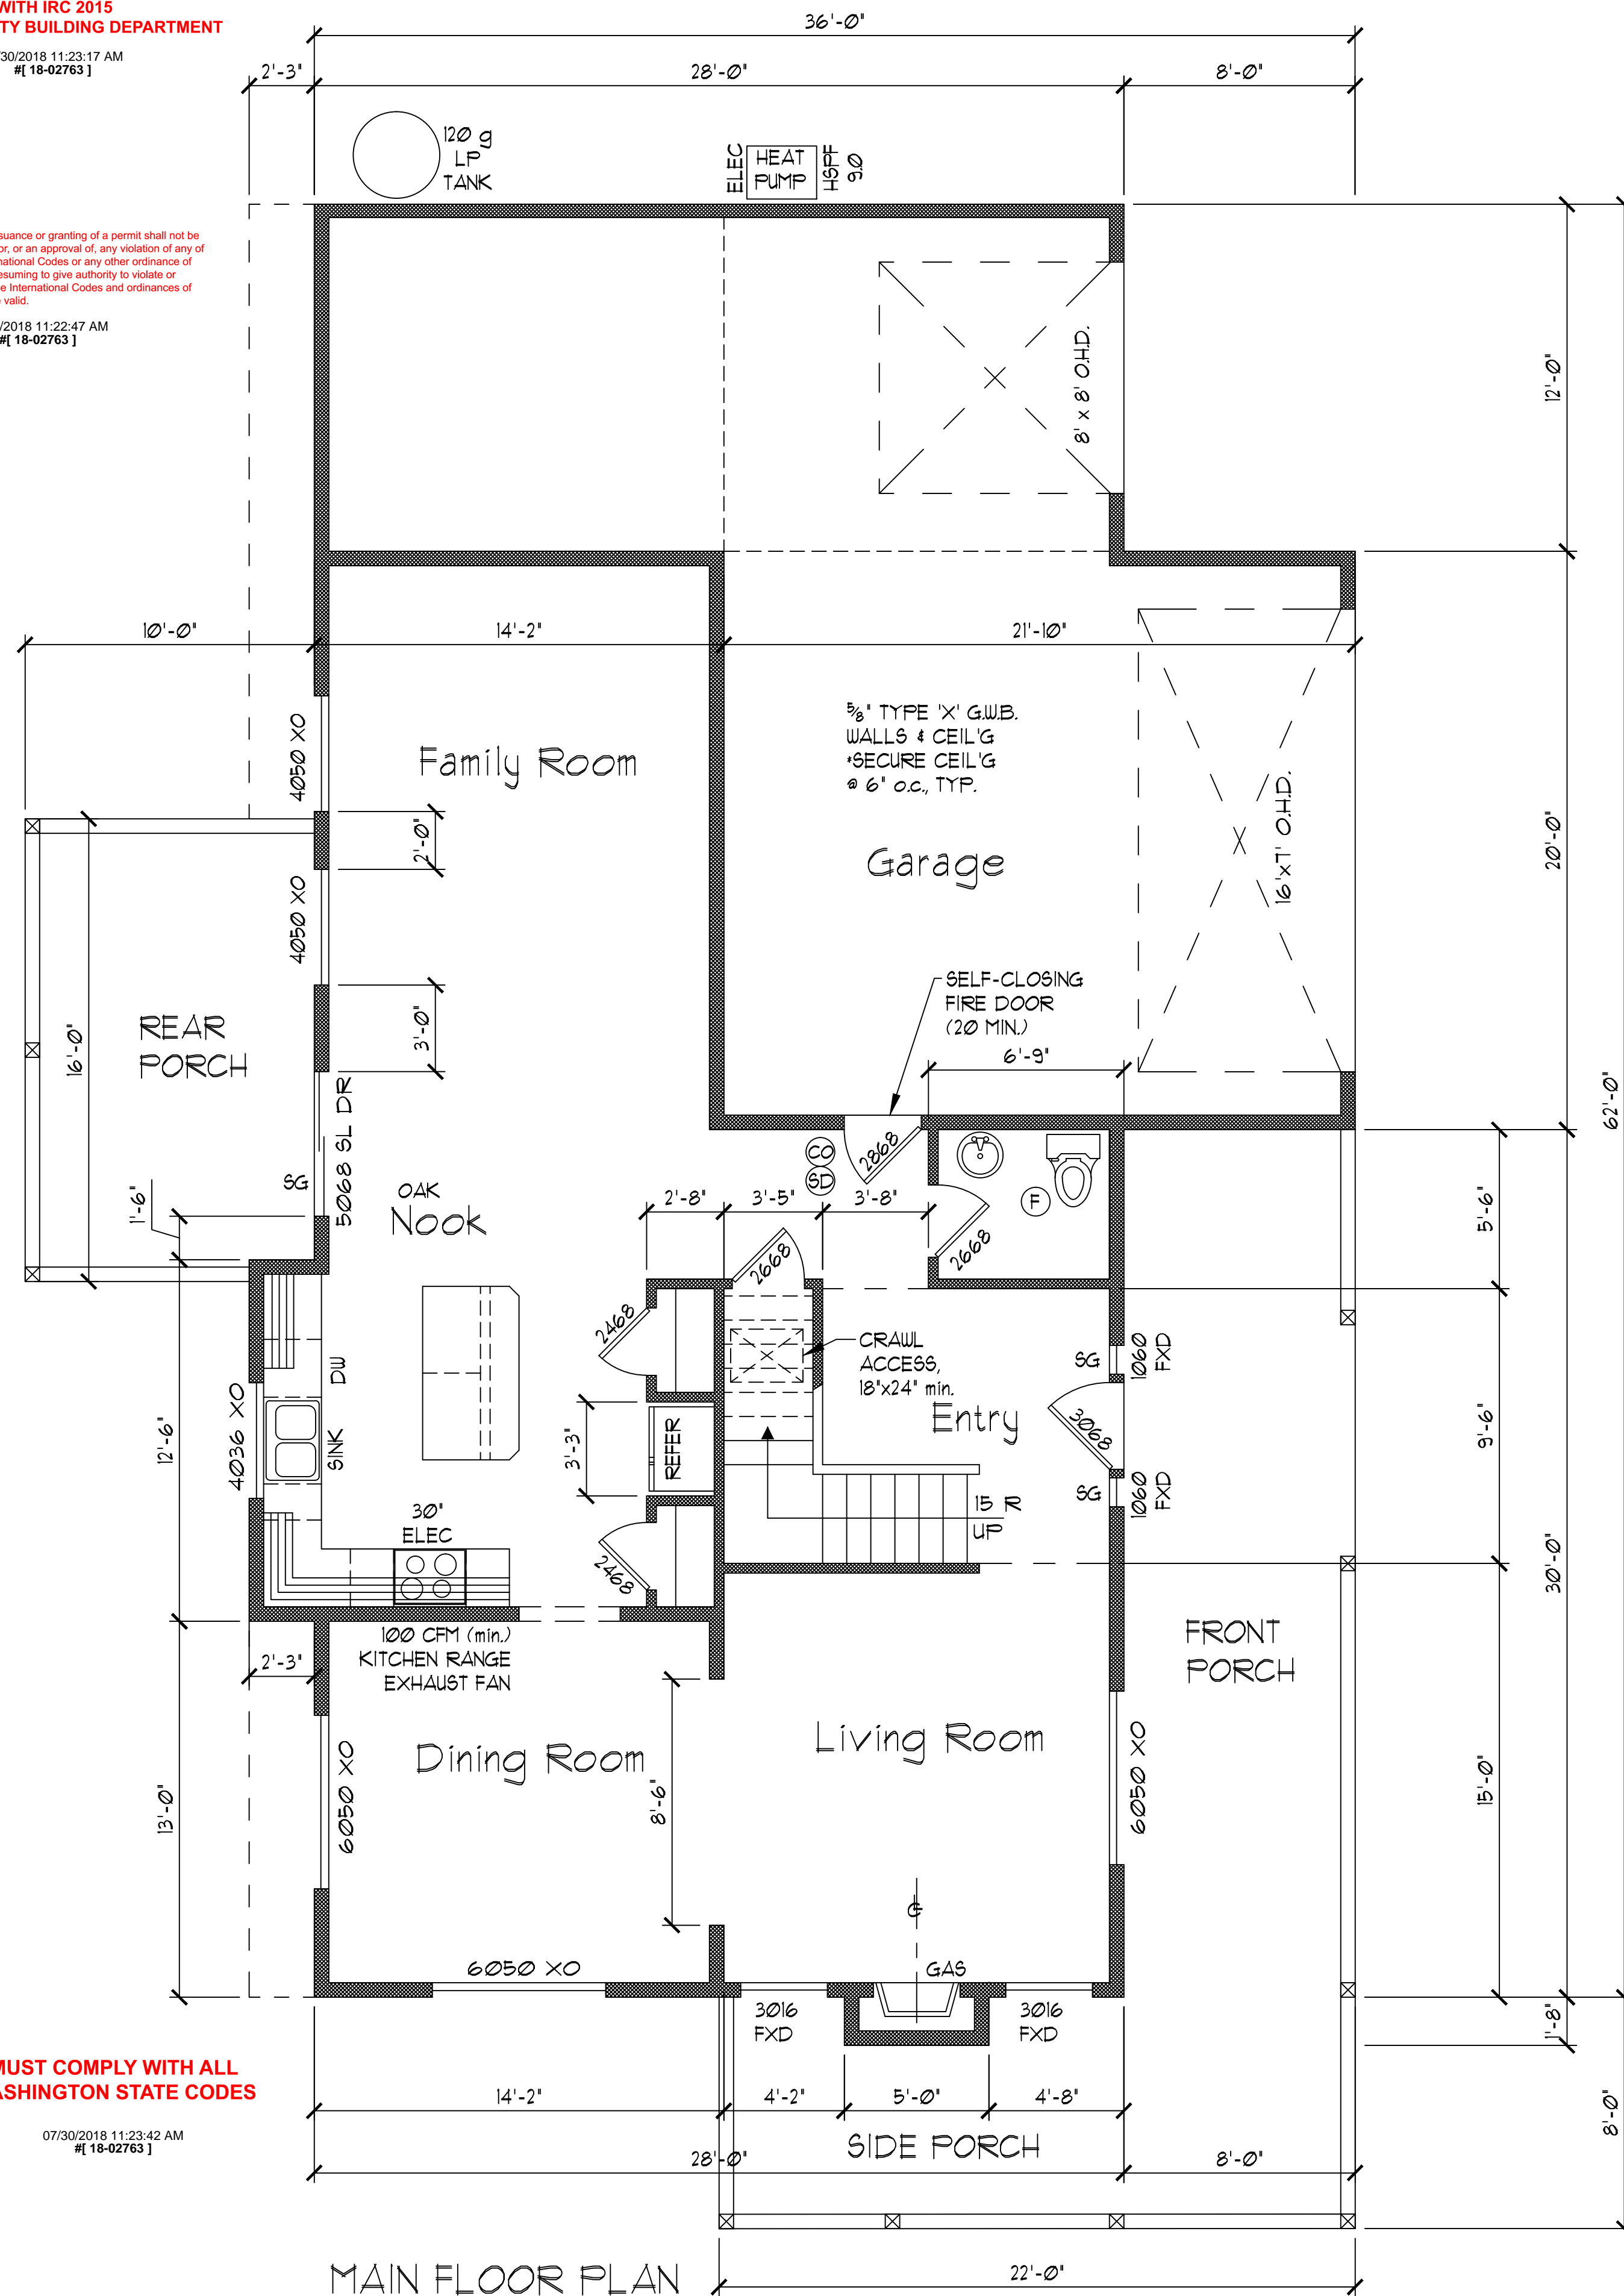 WITH IRC 2015
TY BUILDING DEPARTMENT
30/2018 11:23:17 AM
#[ 18-02763 ]
36'-0"
2'-3"
28'-0"
8'-0"
120 g
LP
TANK
ELEC
HEAT
PUMP
HSPF
9.0
suance or granting of a permit shall not be
or, or an approval of, any violation of any of
national Codes or any other ordinance of
esuming to give authority to violate or
e International Codes and ordinances of
valid.
/2018 11:22:47 AM
#[ 18-02763 ]
8' x 8' O.H.D.
12'-0"
10'-0"
14'-2"
21'-10"
4050 XO
Family Room
5/8" TYPE 'X' G.W.B.
WALLS & CEIL'G
*SECURE CEIL'G
@ 6" o.c., TYP.
16'x7' O.H.D.
2'-0"
Garage
20'-0"
4050 XO
SELF-CLOSING
FIRE DOOR
(20 MIN.)
3'-0"
6'-9"
REAR
PORCH
16'-0"
62'-0"
5068 SL DR
SG
CO
SD
2868
1'-6"
OAK
Nook
2'-8"
3'-5"
3'-8"
F
5'-6"
2668
2668
2468
CRAWL
ACCESS,
18"x24" min.
SG
1060
FXD
DW
Entry
3068
4036 XO
SINK
12'-6"
3'-3"
REFER
9'-6"
SG
1060
FXD
30"
ELEC
15 R
UP
2468
30'-0"
100 CFM (min.)
KITCHEN RANGE
EXHAUST FAN
2'-3"
FRONT
PORCH
Dining Room
Living Room
6050 XO
8'-6"
6050 XO
13'-0"
15'-0"
6050 XO
GAS
3016
FXD
3016
FXD
1'-8"
MUST COMPLY WITH ALL
ASHINGTON STATE CODES
07/30/2018 11:23:42 AM
#[ 18-02763 ]
14'-2"
4'-2"
5'-0"
4'-8"
8'-0"
SIDE PORCH
28'-0"
8'-0"
MAIN FLOOR PLAN
22'-0"